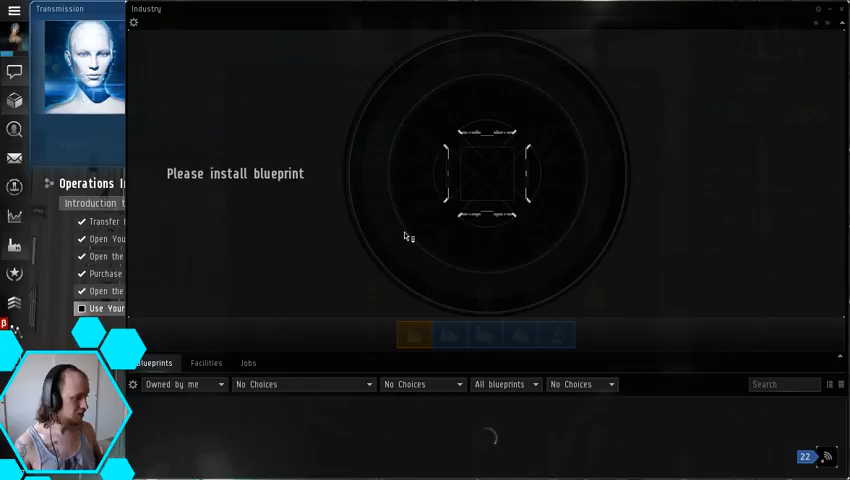 Transmission
Industry
Please install blueprint
Operations I
Introduction t
Transfer
Open You
Open the
Purchase
Open the
Use Your
lueprints
Facilities
Jobs
Owned by me
No Choices
No Choices
All blueprints
No Choices
Search
22